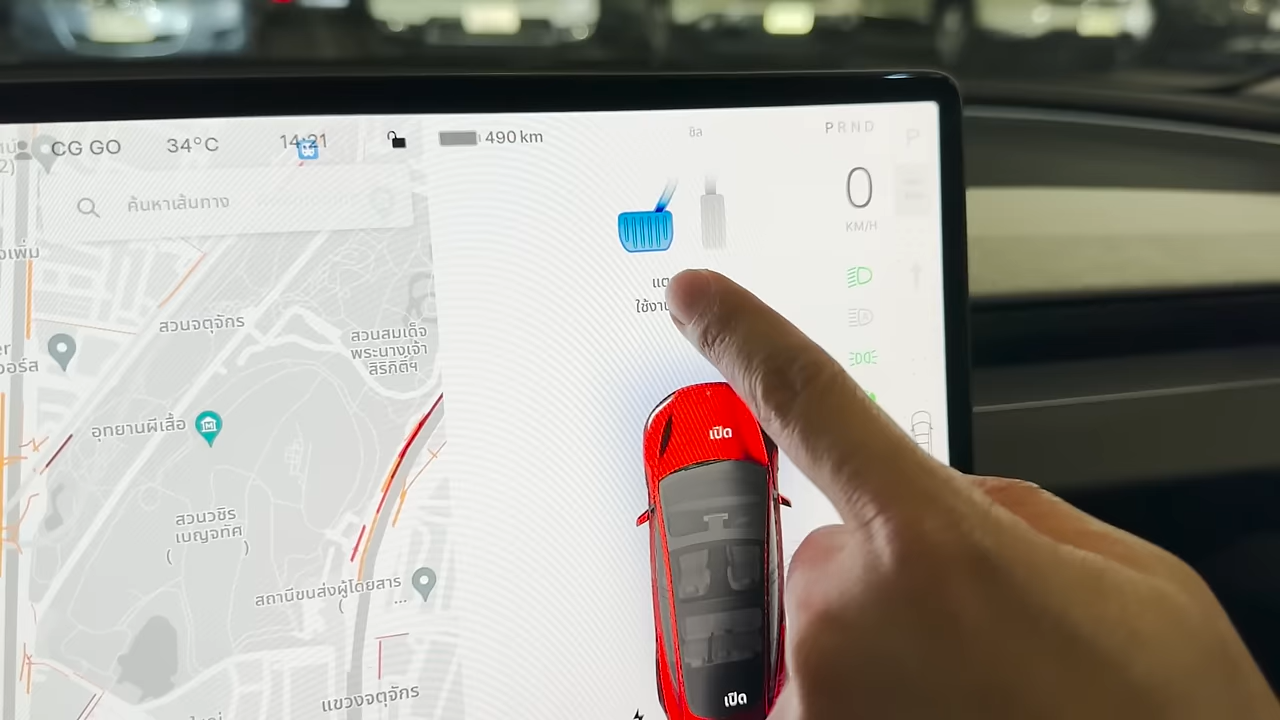 CG GO
34°C
14:21
490 km
ชิล
P R N D
0
KM/H
ค้นหาเส้นทาง
สวนจตุจักร
สวนสมเด็จ
พระนางเจ้า
สิริกิติ์ฯ
อุทยานผีเสื้อ
สวนวชิร
เบญจทัศ
(
)
สถานีขนส่งผู้โดยสาร
( ...
แขวงจตุจักร
เปิด
เปิด